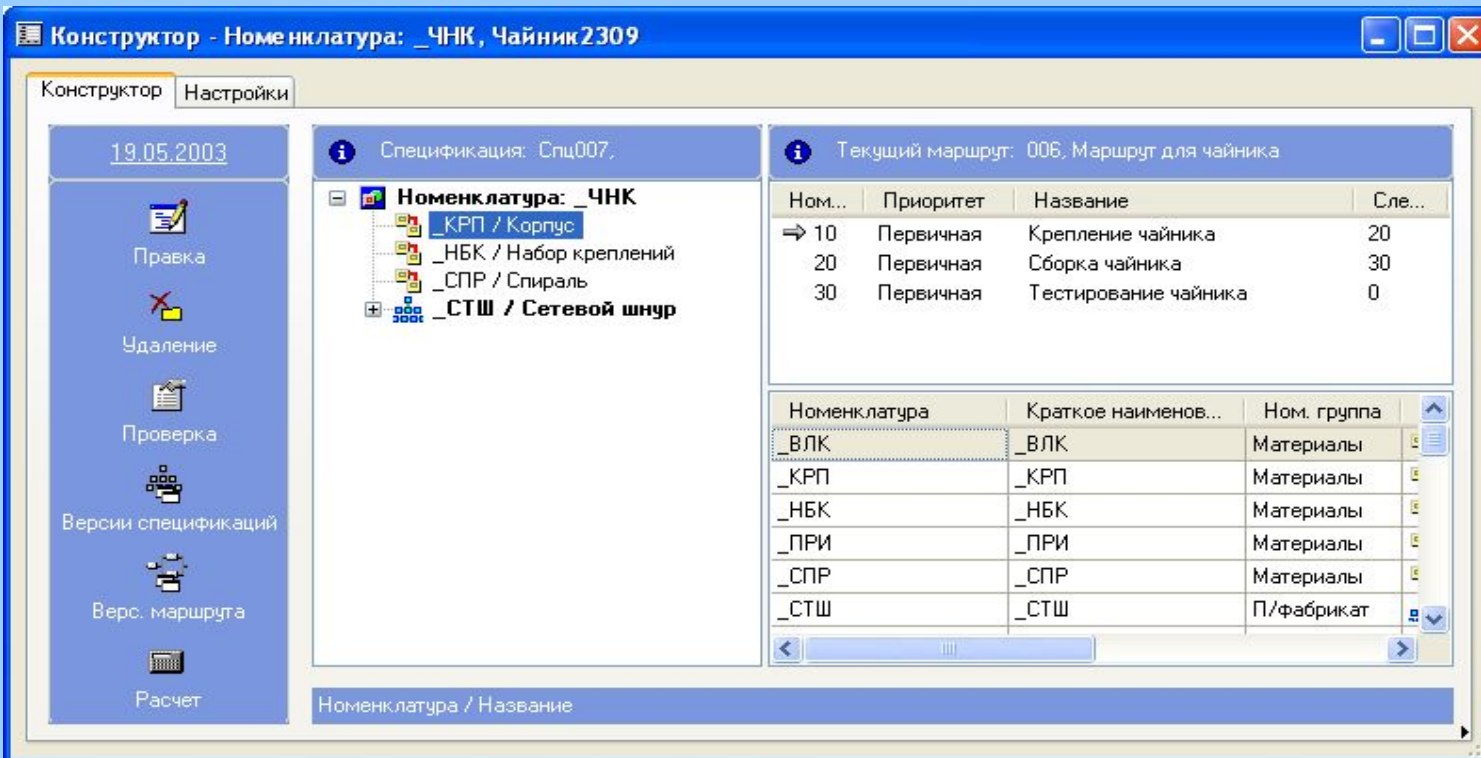 Конструктор - Номенклатура: _ЧНК, Чайник2309
Конструктор Настройки
19.05.2003
Правка
Удаление
Проверка
Версии спецификаций
Верс. маршрута
Расчет
Спецификация: Спц007,
Номенклатура: _ЧНК
_КРП / Корпус
_НБК / Набор креплений
_СПР / Спираль
_СТШ / Сетевой шнур
Текущий маршрут: 006, Маршрут для чайника
Ном... Приоритет Название Сле...
10 Первичная Крепление чайника 20
20 Первичная Сборка чайника 30
30 Первичная Тестирование чайника 0
Номенклатура Краткое наименов... Ном. группа
_ВЛК _ВЛК Материалы
_КРП _КРП Материалы
_НБК _НБК Материалы
_ПРИ _ПРИ Материалы
_СПР _СПР Материалы
_СТШ _СТШ П/фабрикат
Номенклатура / Название